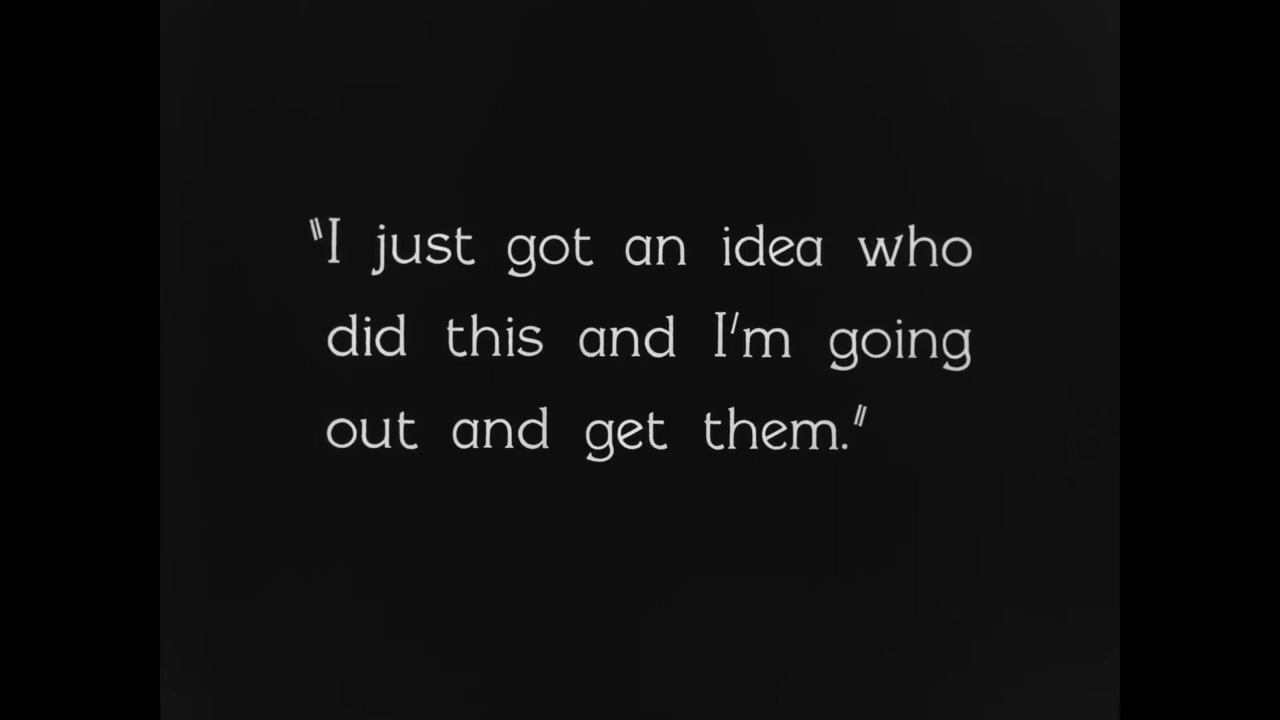 "I just got an idea who
did this and I'm going
out and get them."